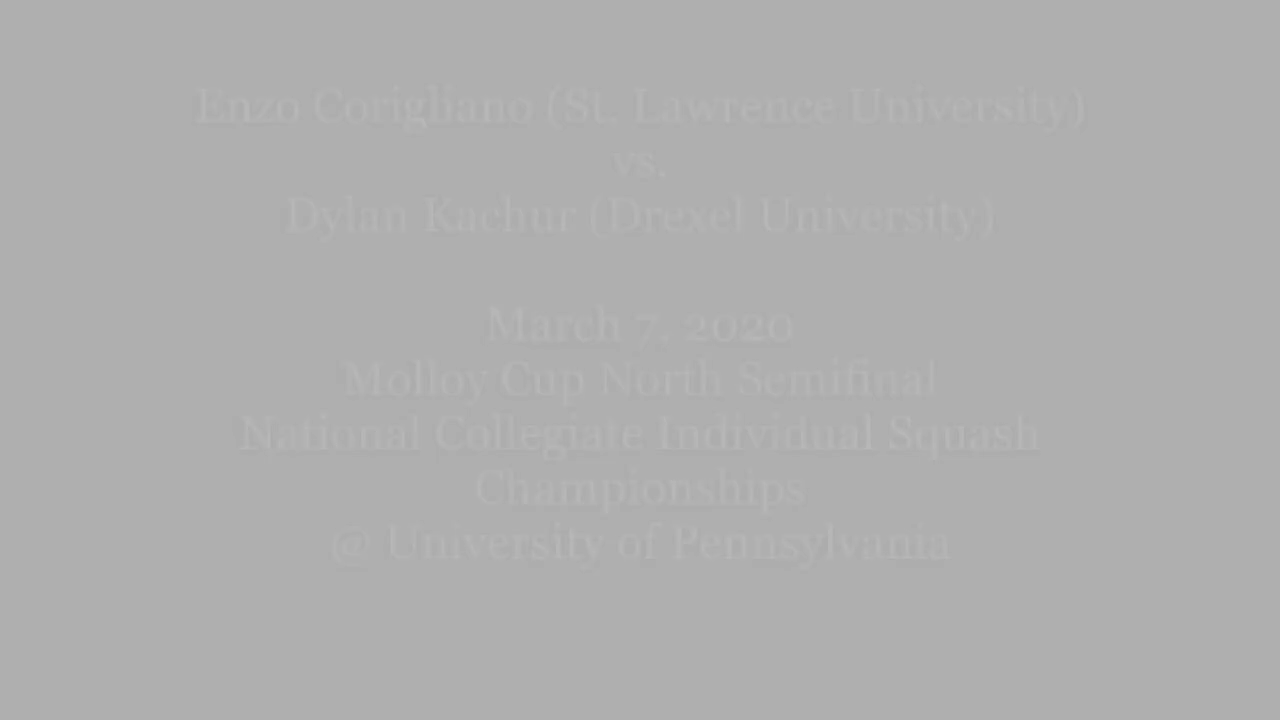 Enzo Corigliano (St. Lawrence University)
vs.
Dylan Kachur (Drexel University)
March 7, 2020
Molloy Cup North Semifinal
National Collegiate Individual Squash
Championships
@ University of Pennsylvania